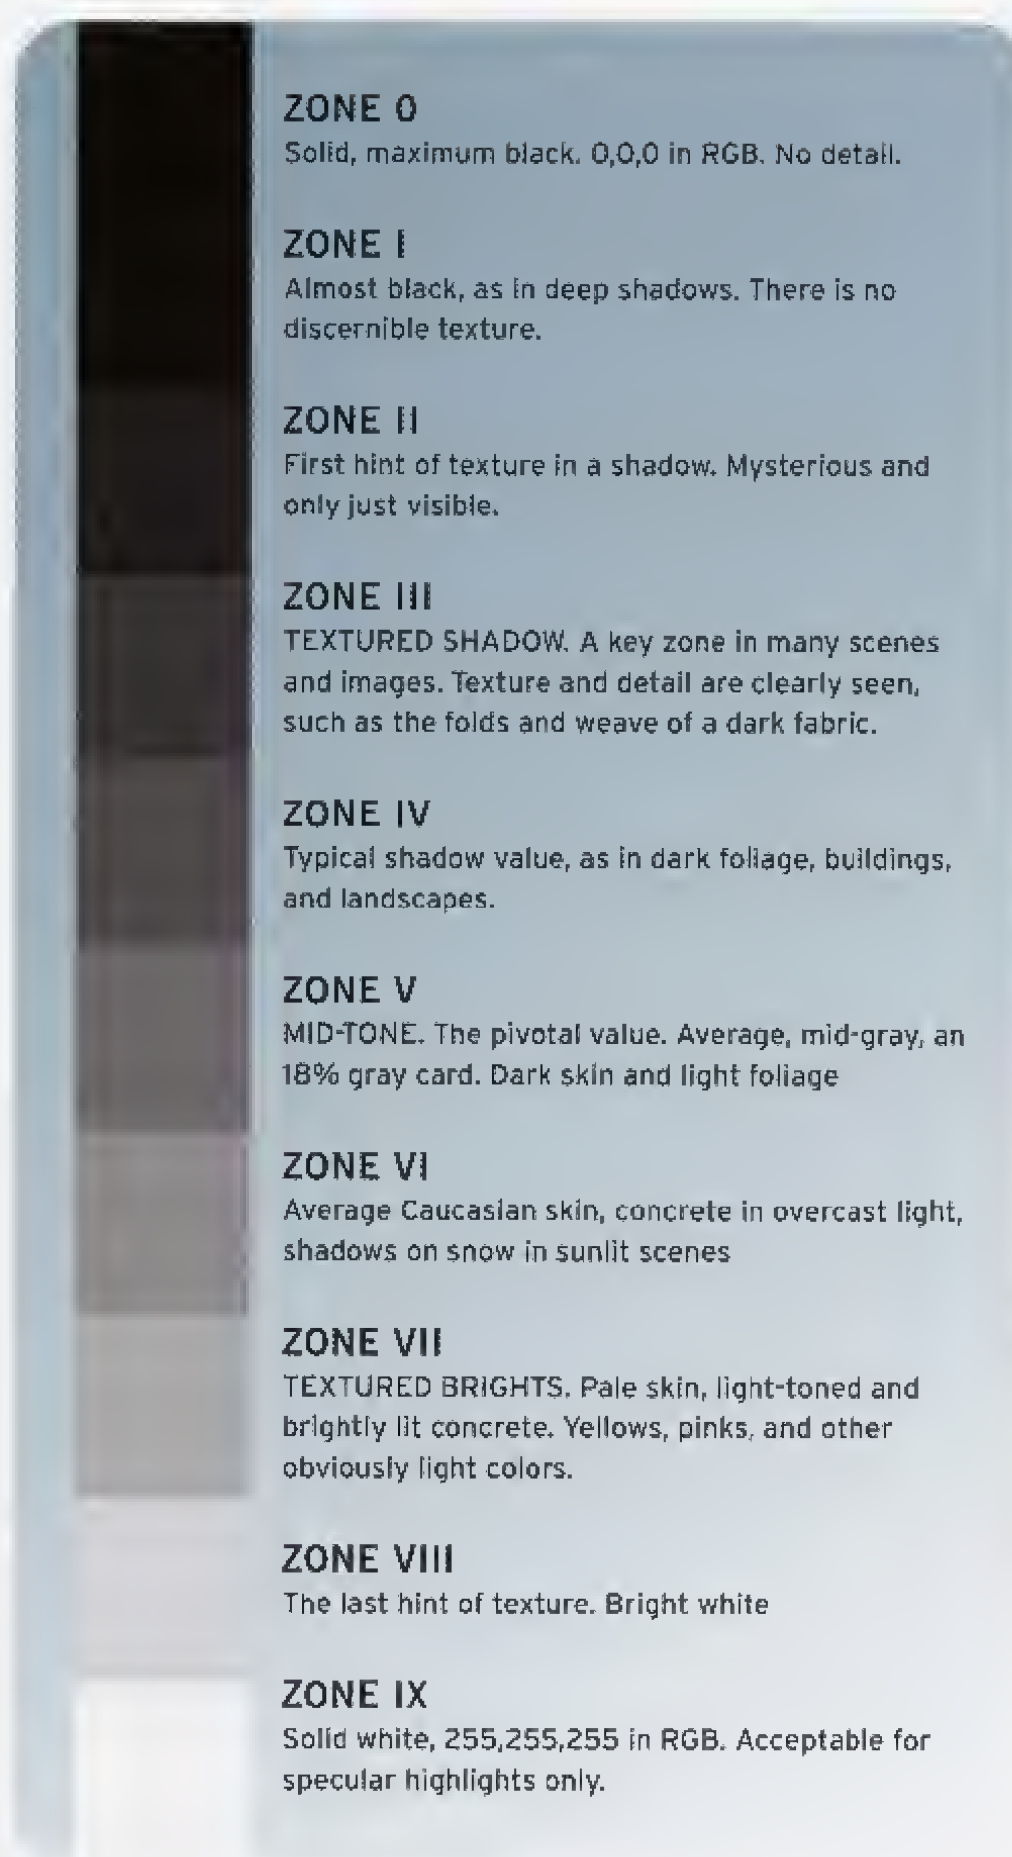 ZONE 0
Solid, maximum black. 0,0,0 in RGB. No detail.
ZONE I
Almost black, as in deep shadows. There is no
discernible texture.
ZONE II
First hint of texture in a shadow. Mysterious and
only just visible.
ZONE III
TEXTURED SHADOW. A key zone in many scenes
and images. Texture and detail are clearly seen,
such as the folds and weave of a dark fabric.
ZONE IV
Typical shadow value, as in dark foliage, buildings,
and landscapes.
ZONE V
MID-TONE. The pivotal value. Average, mid-gray, an
18% gray card. Dark skin and light foliage
ZONE VI
Average Caucasian skin, concrete in overcast light,
shadows on snow in sunlit scenes
ZONE VII
TEXTURED BRIGHTS. Pale skin, light-toned and
brightly lit concrete. Yellows, pinks, and other
obviously light colors.
ZONE VIII
The last hint of texture. Bright white
ZONE IX
Solid white, 255,255,255 in RGB. Acceptable for
specular highlights only.